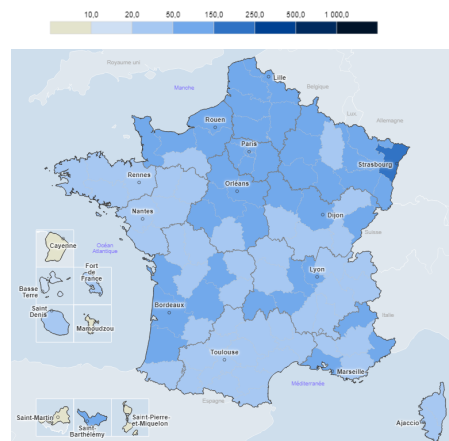 10,0 20,0 50,0 150,0 250,0 500,0 1 000,0
Royaume uni
Lille
Belgique
Manche
Rouen
Lux
Allemagne
Paris
Strasbourg
Rennes
Orléans
Nantes
Dijon
Suisse
Cayenne
Océan
Atlantique
Fort
de
France
Basse
Terre
Lyon
Saint
Denis
Mamoudzou
Bordeaux
Italie
Toulouse
Marseille
Méditerranée
Espagne
Saint-Martin
Saint-
Barthélémy
Saint-Pierre-
et-Miquelon
Ajaccio